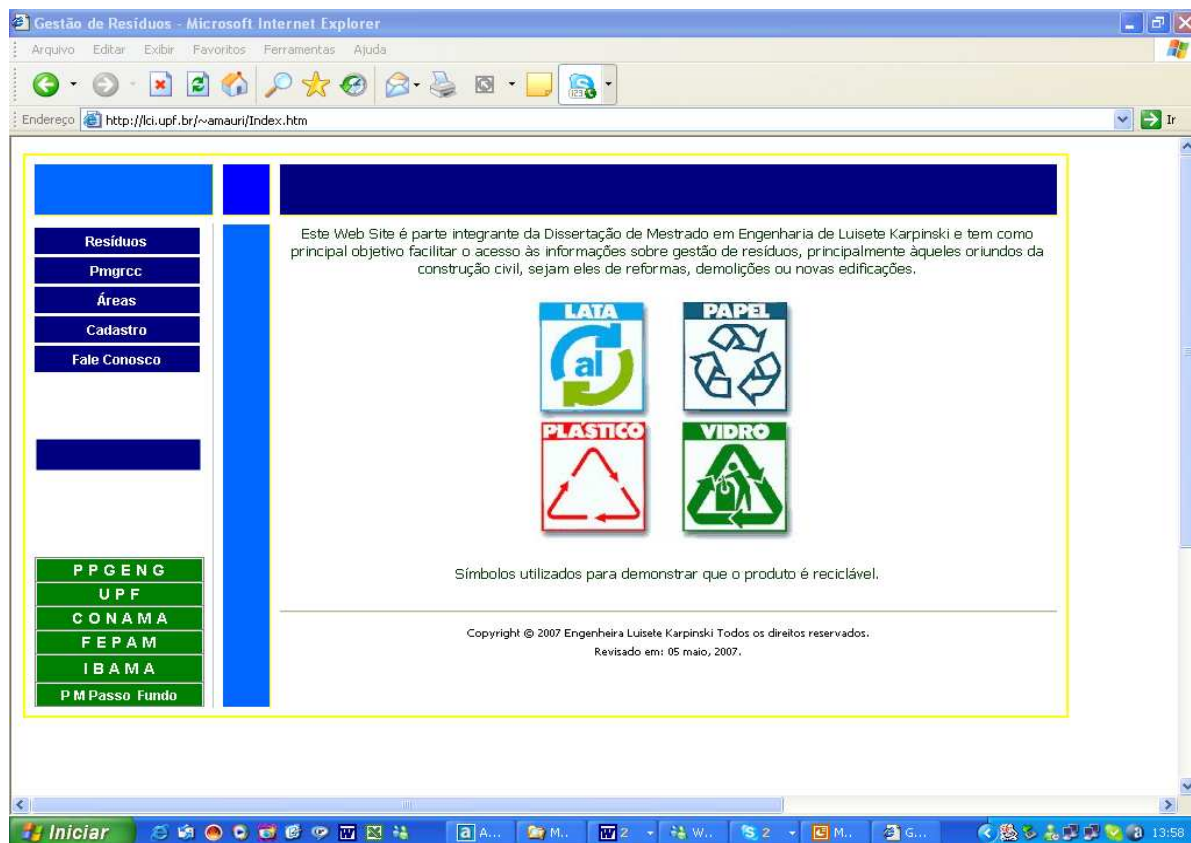 Gestão de Resíduos - Microsoft Internet Explorer
Arquivo Editar Exibir Favoritos Ferramentas Ajuda
Endereço http://lci.upf.br/~amauri/Index.htm Ir
Resíduos
Pmgrcc
Áreas
Cadastro
Fale Conosco
PPGENG
UPF
CONAMA
FEPAM
IBAMA
PM Passo Fundo
Este Web Site é parte integrante da Dissertação de Mestrado em Engenharia de Luisete Karpinski e tem como
principal objetivo facilitar o acesso às informações sobre gestão de resíduos, principalmente àqueles oriundos da
construção civil, sejam eles de reformas, demolições ou novas edificações.
LATA PAPEL
al
PLASTICO VIDRO
Símbolos utilizados para demonstrar que o produto é reciclável.
Copyright © 2007 Engenheira Luisete Karpinski Todos os direitos reservados.
Revisado em: 05 maio, 2007.
Iniciar A... M.. 2 W.. 2 M.. G... 13:58